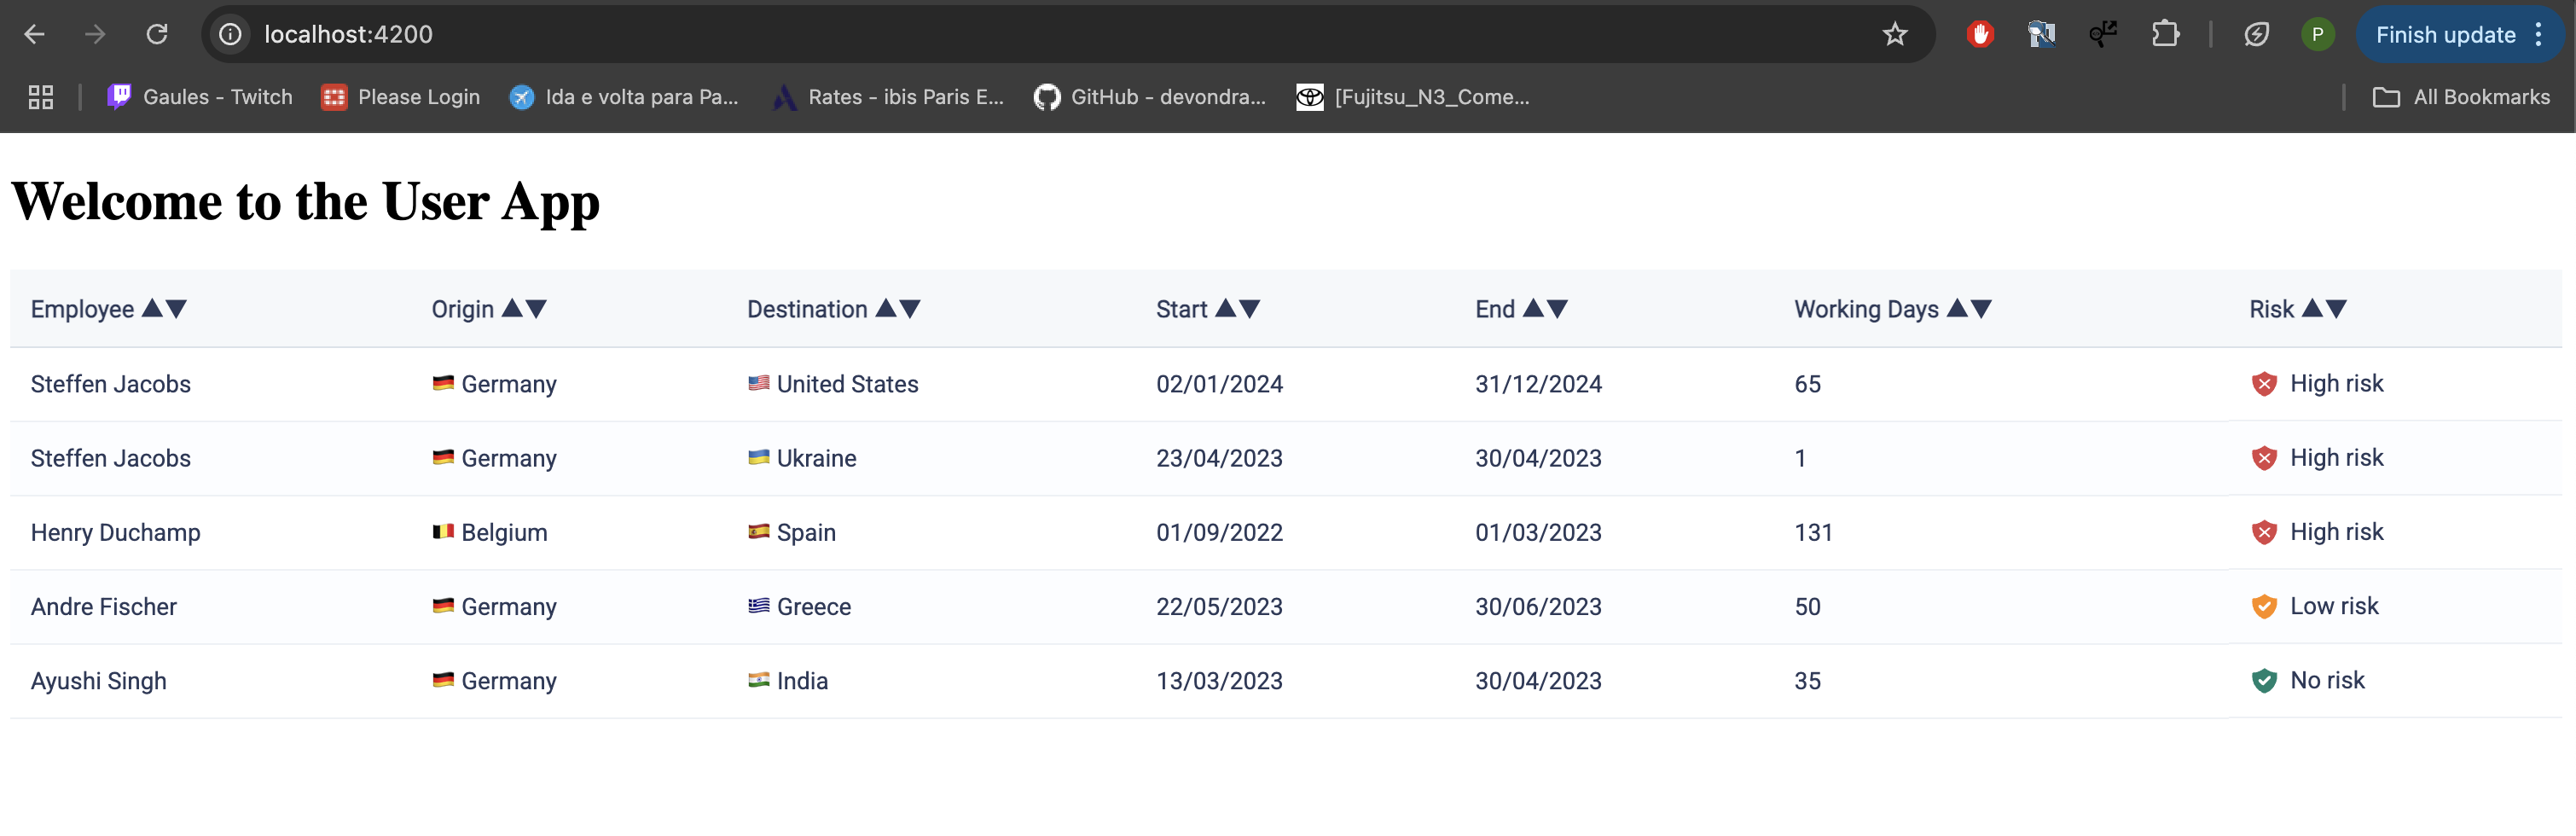 localhost:4200
P
Finish update
Gaules - Twitch
Please Login
Ida e volta para Pa...
Rates - ibis Paris E...
GitHub - devondra...
[Fujitsu_N3_Come...
All Bookmarks
Welcome to the User App
Employee ▲▼ Origin ▲▼ Destination ▲▼ Start ▲▼ End ▲▼ Working Days ▲▼ Risk ▲▼
Steffen Jacobs Germany United States 02/01/2024 31/12/2024 65 High risk
Steffen Jacobs Germany Ukraine 23/04/2023 30/04/2023 1 High risk
Henry Duchamp Belgium Spain 01/09/2022 01/03/2023 131 High risk
Andre Fischer Germany Greece 22/05/2023 30/06/2023 50 Low risk
Ayushi Singh Germany India 13/03/2023 30/04/2023 35 No risk